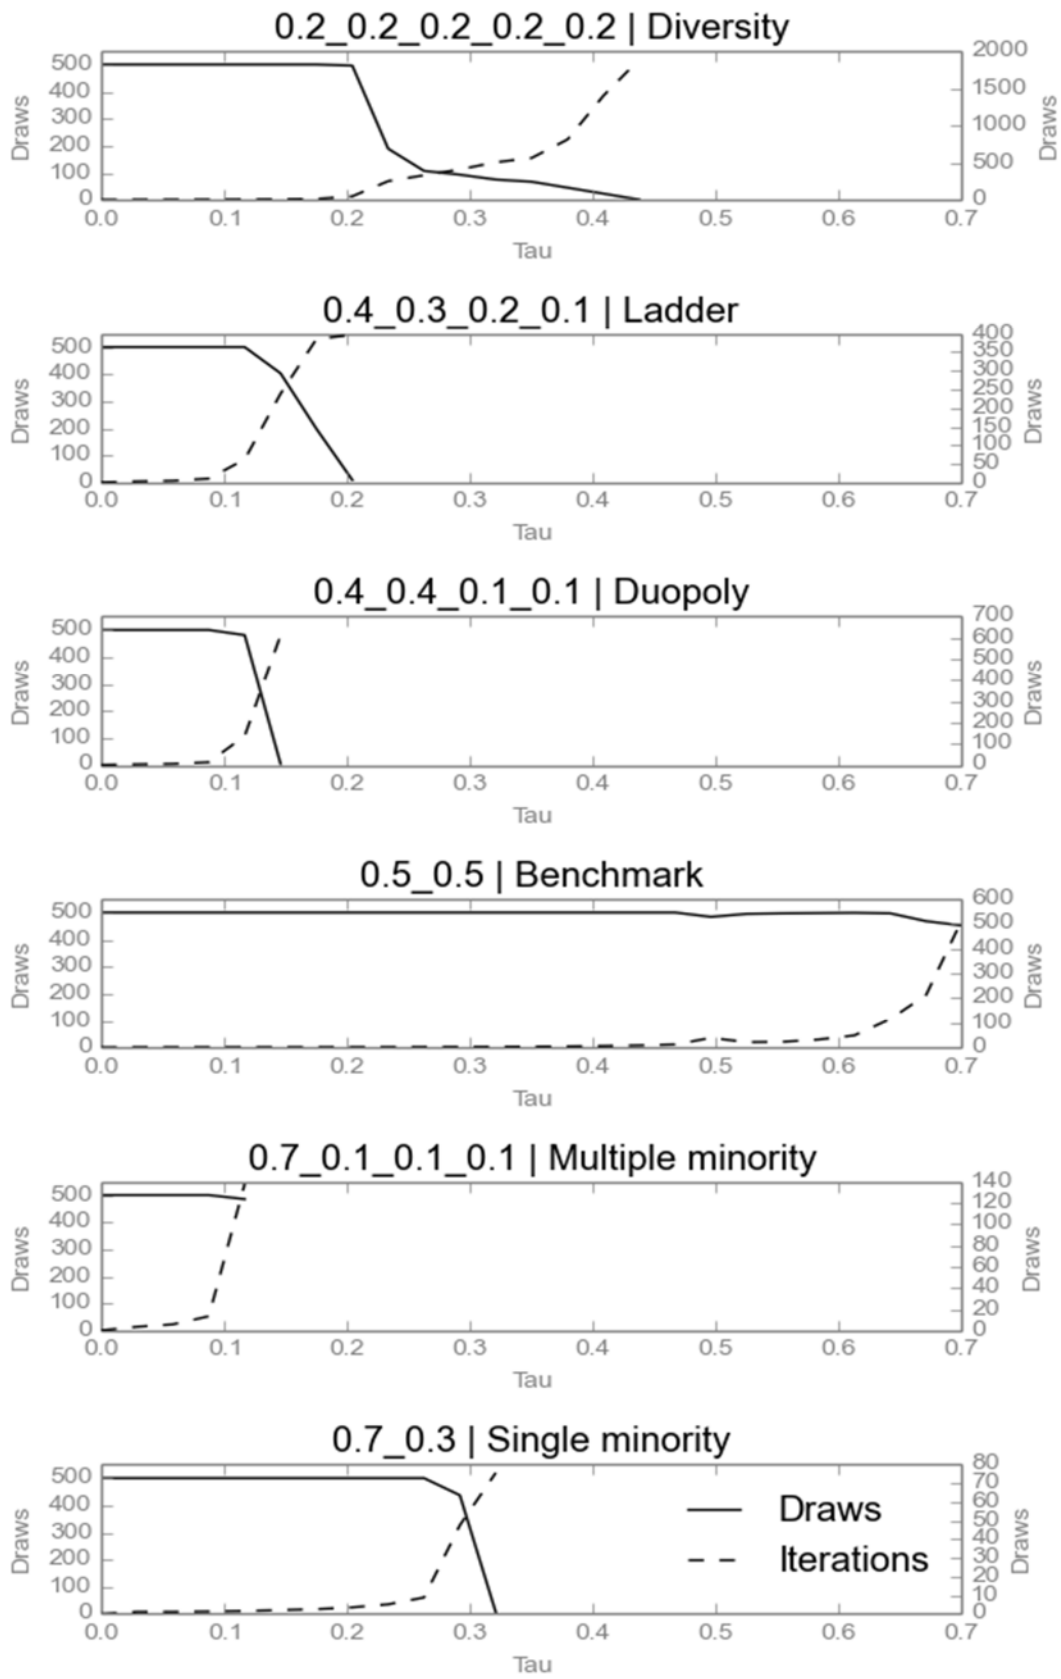 0.2_0.2_0.2_0.2_0.2 | Diversity
500 400 300 200 100 0
Draws
2000 1500 1000 500 0
Draws
0.0 0.1 0.2 0.3 0.4 0.5 0.6 0.7
Tau
0.4_0.3_0.2_0.1 | Ladder
500 400 300 200 100 0
Draws
400 350 300 250 200 150 100 50 0
Draws
0.0 0.1 0.2 0.3 0.4 0.5 0.6 0.7
Tau
0.4_0.4_0.1_0.1 | Duopoly
500 400 300 200 100 0
Draws
700 600 500 400 300 200 100 0
Draws
0.0 0.1 0.2 0.3 0.4 0.5 0.6 0.7
Tau
0.5_0.5 | Benchmark
500 400 300 200 100 0
Draws
600 500 400 300 200 100 0
Draws
0.0 0.1 0.2 0.3 0.4 0.5 0.6 0.7
Tau
0.7_0.1_0.1_0.1 | Multiple minority
500 400 300 200 100 0
Draws
140 120 100 80 60 40 20 0
Draws
0.0 0.1 0.2 0.3 0.4 0.5 0.6 0.7
Tau
0.7_0.3 | Single minority
500 400 300 200 100 0
Draws
80 70 60 50 40 30 20 10 0
Draws
Draws
Iterations
0.0 0.1 0.2 0.3 0.4 0.5 0.6 0.7
Tau